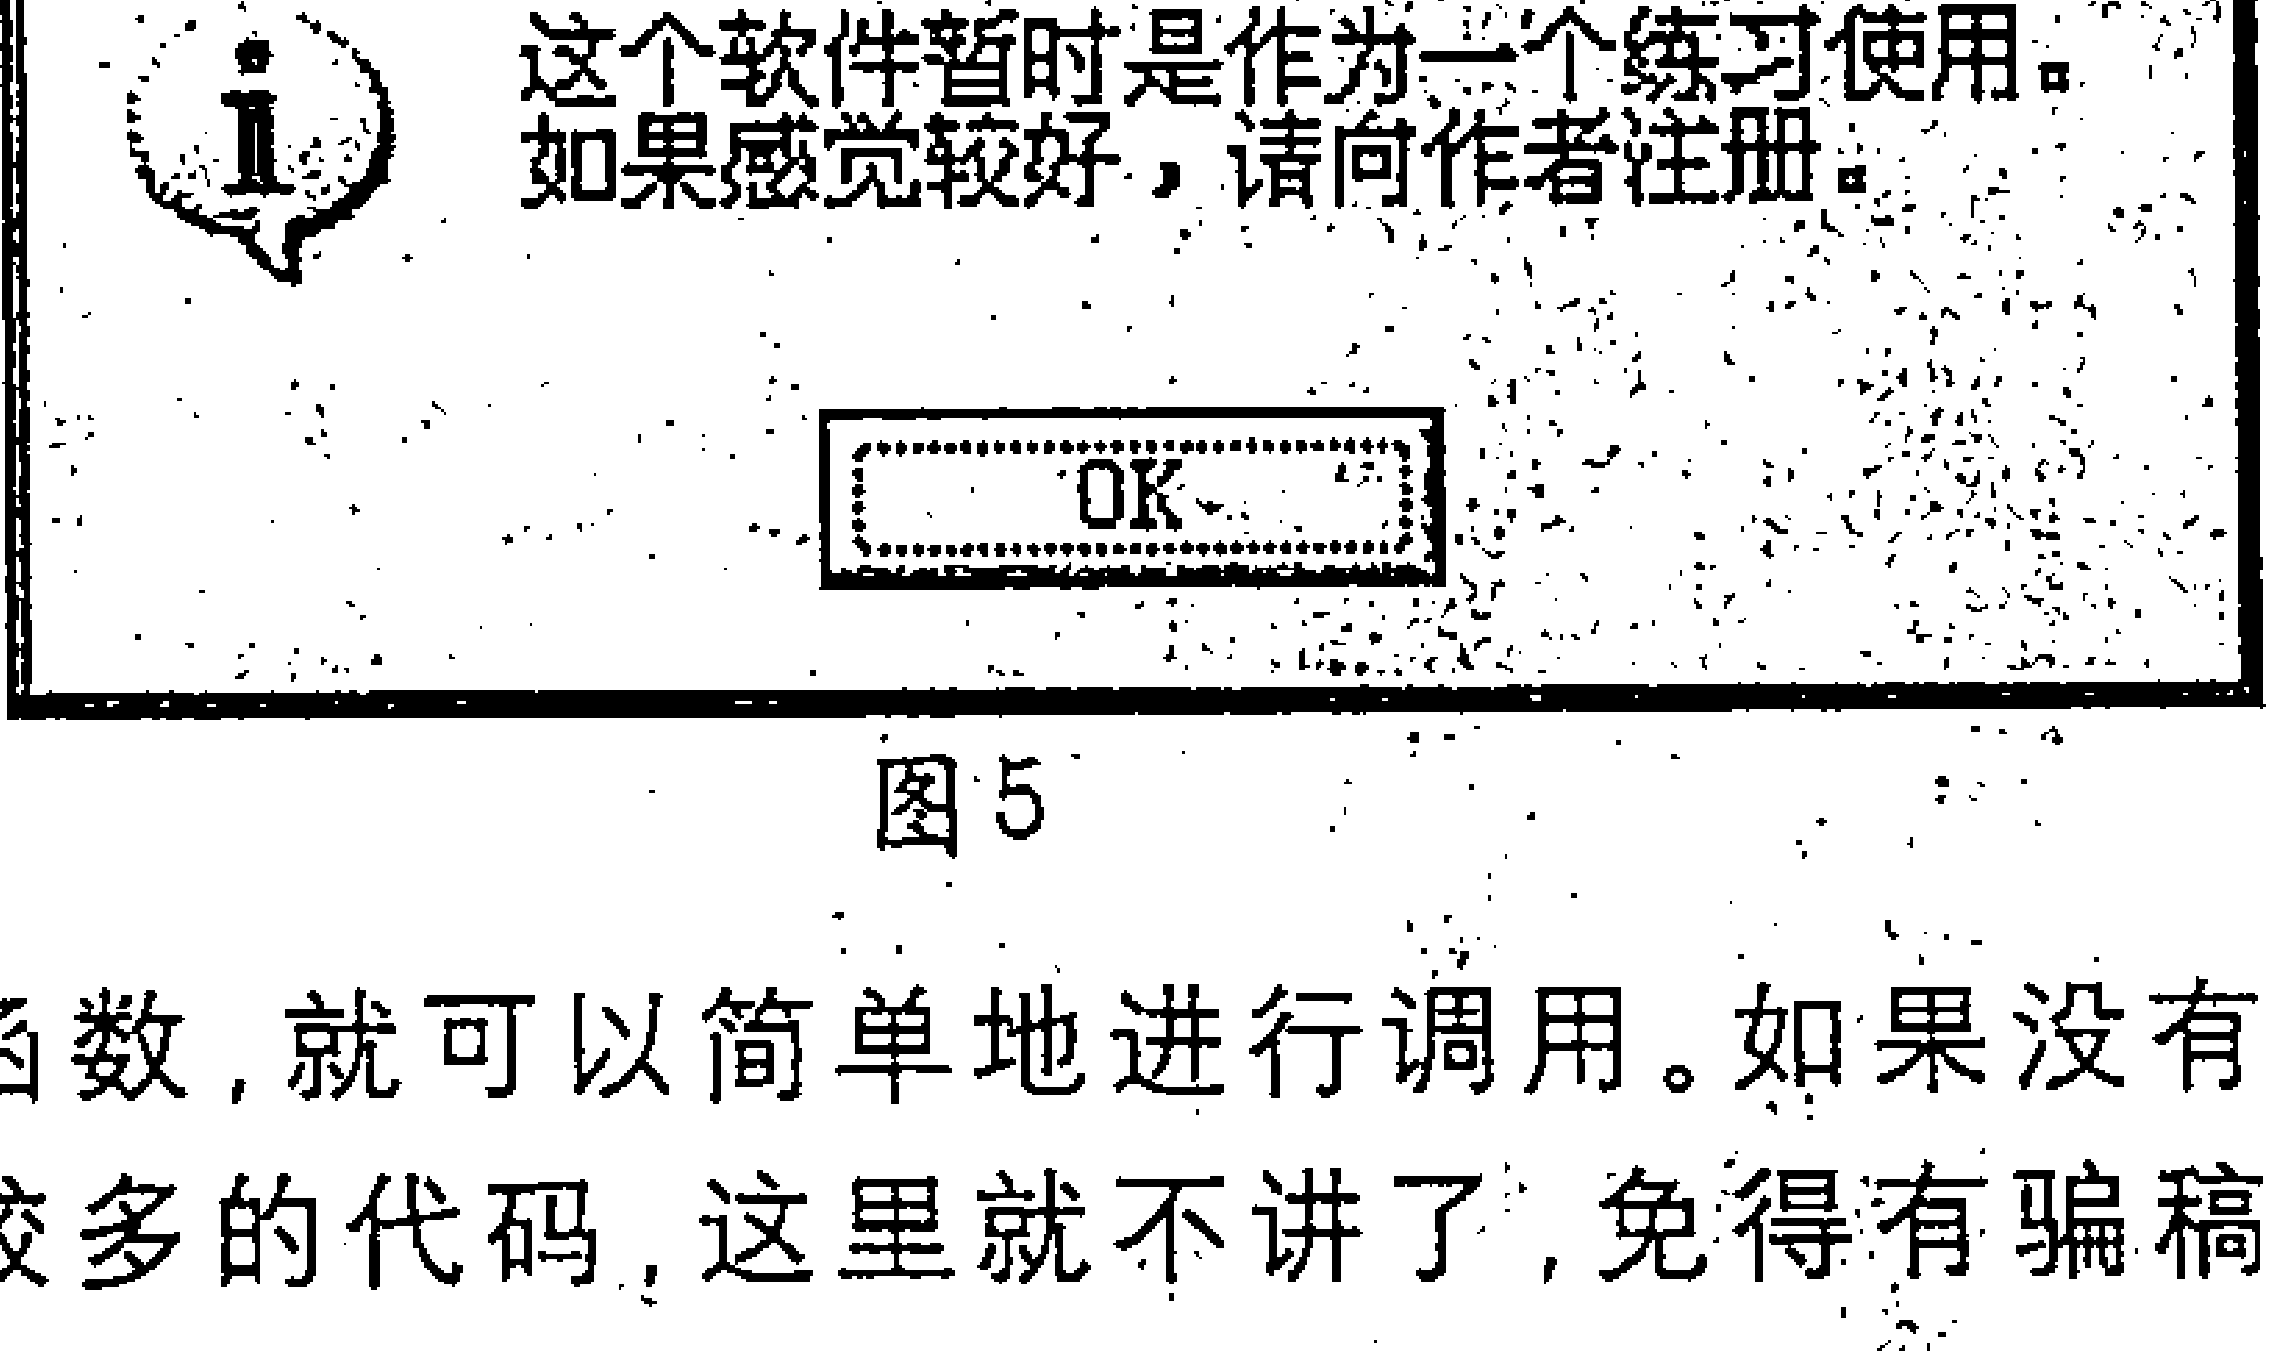 这个软件暂时是作为一个练习使用。
如果感觉较好，请向作者注册。
OK
图5
数,就可以简单地进行调用。如果没有
多的代码,这里就不讲了,免得有骗稿